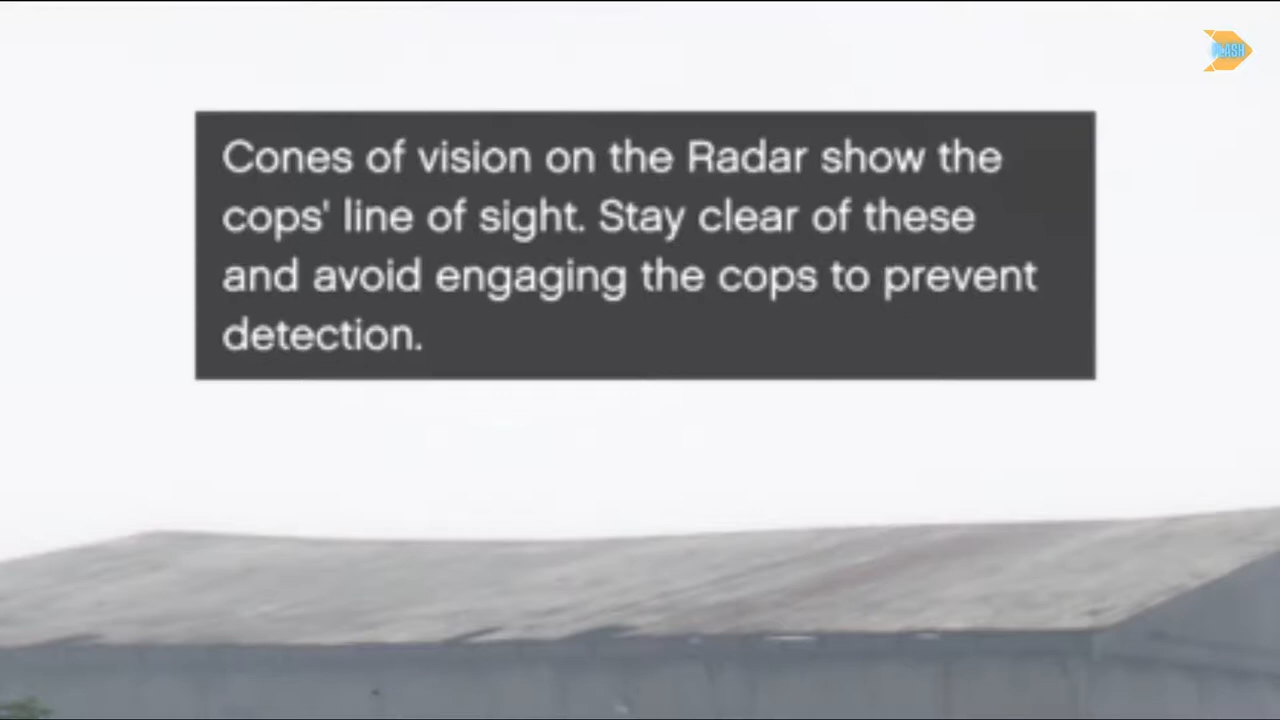 FLASH
Cones of vision on the Radar show the
cops' line of sight. Stay clear of these
and avoid engaging the cops to prevent
detection.